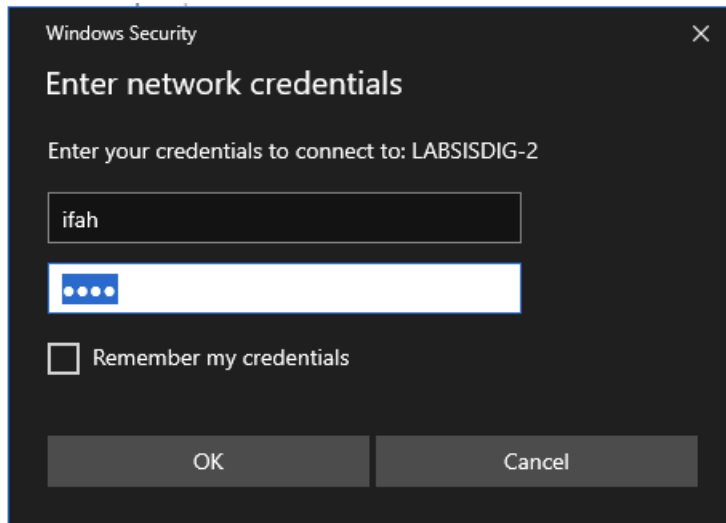 Windows Security
Enter network credentials
Enter your credentials to connect to: LABSISDIG-2
ifah
••••
Remember my credentials
OK
Cancel